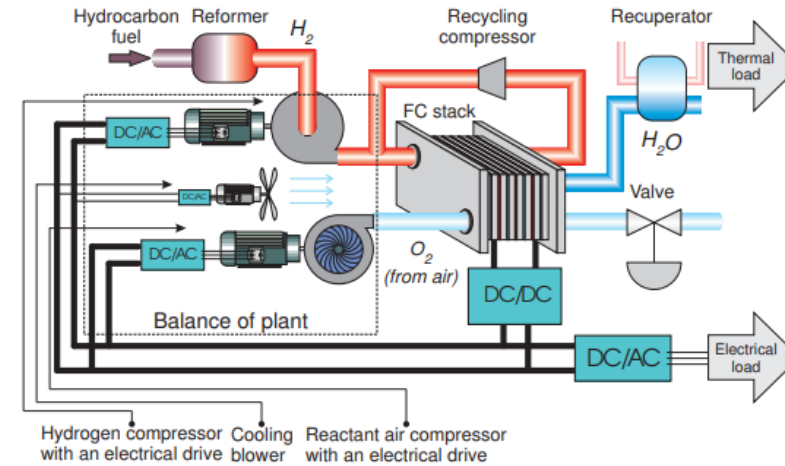 Hydrocarbon
fuel
Reformer
H2
Recycling
compressor
Recuperator
Thermal
load
DC/AC
FC stack
H2O
DC/AC
Valve
DC/AC
O2
(from air)
DC/DC
Balance of plant
DC/AC
Electrical
load
Hydrogen compressor
with an electrical drive
Cooling
blower
Reactant air compressor
with an electrical drive